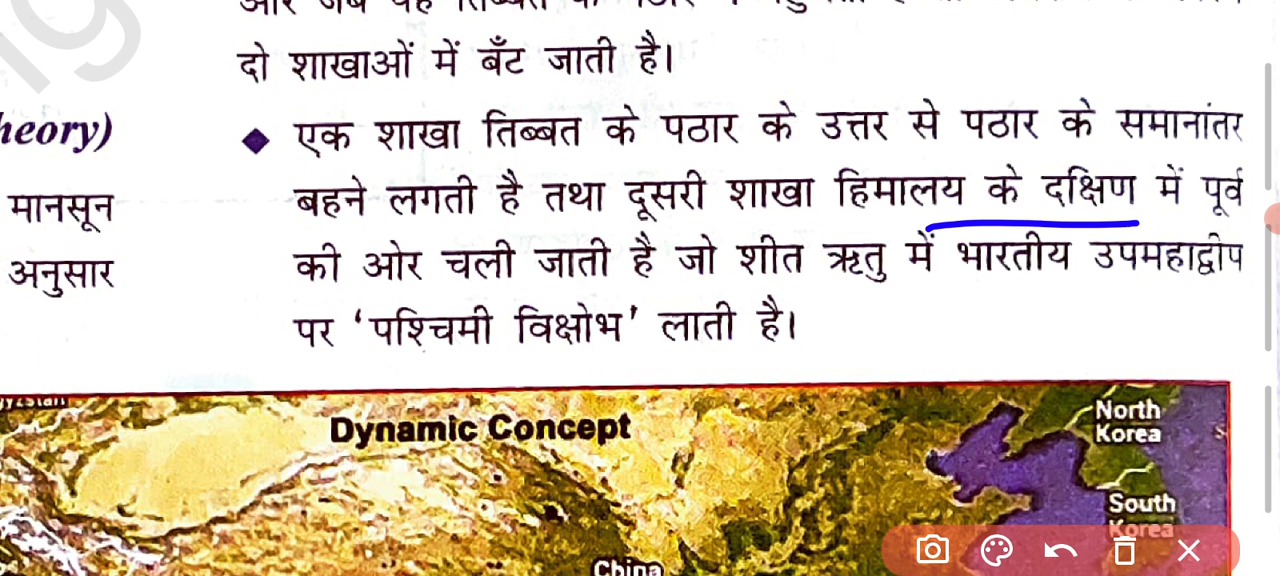 दो शाखाओं में बँट जाती है।
heory)
◆ एक शाखा तिब्बत के पठार के उत्तर से पठार के समानांतर
मानसून
बहने लगती है तथा दूसरी शाखा हिमालय के दक्षिण में पूर्व
अनुसार
की ओर चली जाती है जो शीत ऋतु में भारतीय उपमहाद्वीप
पर ‘पश्चिमी विक्षोभ’ लाती है।
Dynamic Concept
North
Korea
South
Korea
China